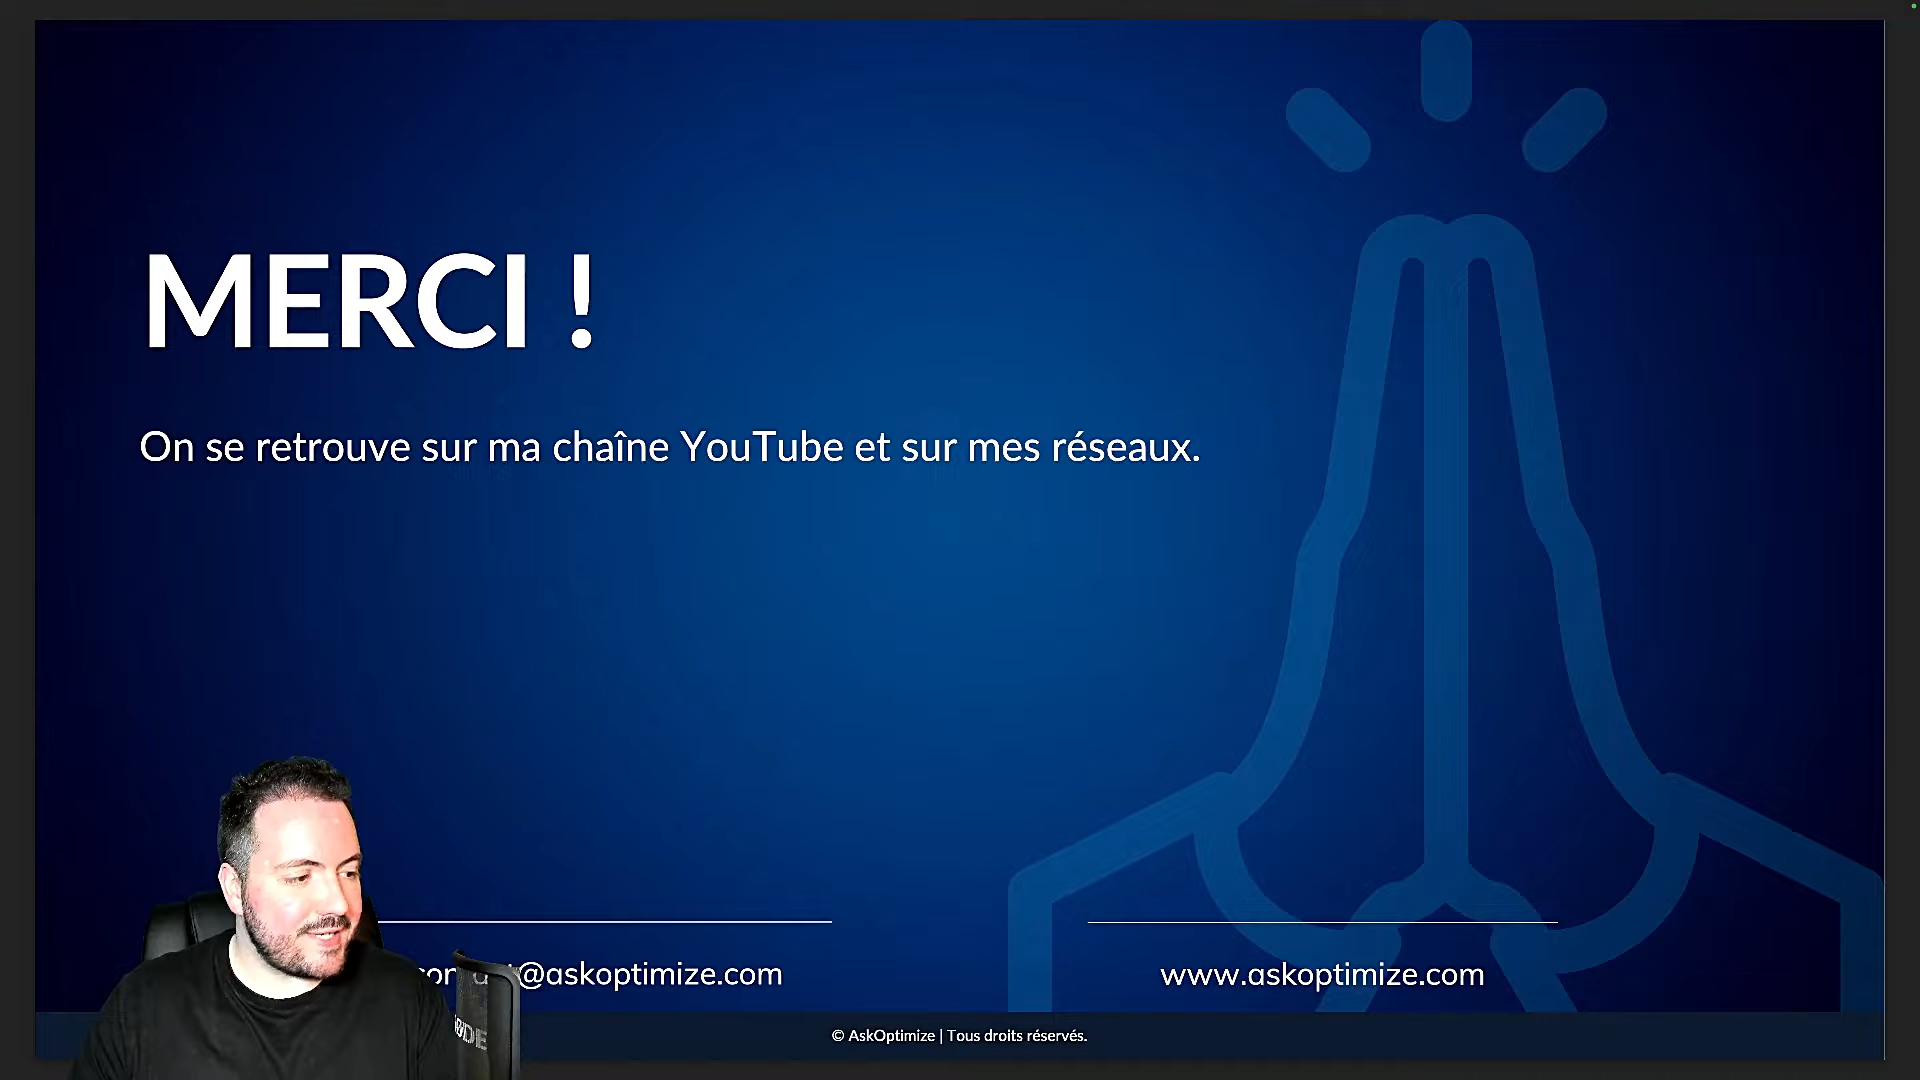 MERCI !
On se retrouve sur ma chaîne YouTube et sur mes réseaux.
@askoptimize.com
www.askoptimize.com
© AskOptimize | Tous droits réservés.